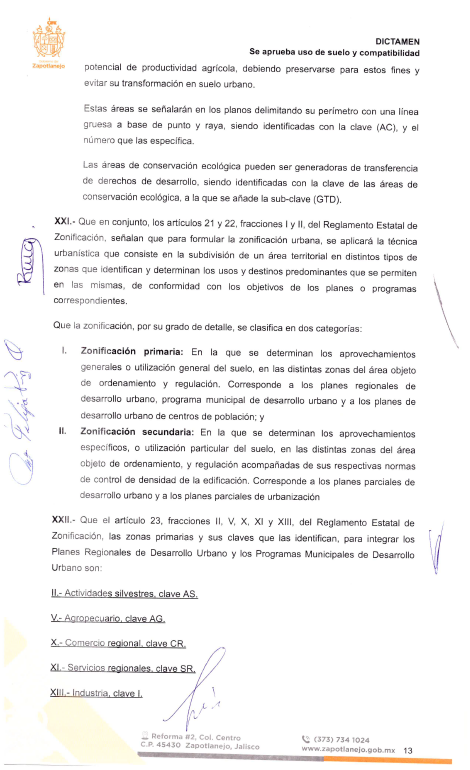 Zapotlanejo
DICTAMEN
Se aprueba uso de suelo y compatibilidad
potencial de productividad agrícola, debiendo preservarse para estos fines y
evitar su transformación en suelo urbano.
Estas áreas se señalarán en los planos delimitando su perímetro con una línea
gruesa a base de punto y raya, siendo identificadas con la clave (AC), y el
número que las específica.
Las áreas de conservación ecológica pueden ser generadoras de transferencia
de derechos de desarrollo, siendo identificadas con la clave de las áreas de
conservación ecológica, a la que se añade la sub-clave (GTD).
XXI.- Que en conjunto, los artículos 21 y 22, fracciones I y II, del Reglamento Estatal de
Zonificación, señalan que para formular la zonificación urbana, se aplicará la técnica
urbanística que consiste en la subdivisión de un área territorial en distintos tipos de
zonas que identifican y determinan los usos y destinos predominantes que se permiten
en las mismas, de conformidad con los objetivos de los planes o programas
correspondientes.
Que la zonificación, por su grado de detalle, se clasifica en dos categorías:
I. Zonificación primaria: En la que se determinan los aprovechamientos
generales o utilización general del suelo, en las distintas zonas del área objeto
de ordenamiento y regulación. Corresponde a los planes regionales de
desarrollo urbano, programa municipal de desarrollo urbano y a los planes de
desarrollo urbano de centros de población; y
II. Zonificación secundaria: En la que se determinan los aprovechamientos
específicos, o utilización particular del suelo, en las distintas zonas del área
objeto de ordenamiento, y regulación acompañadas de sus respectivas normas
de control de densidad de la edificación. Corresponde a los planes parciales de
desarrollo urbano y a los planes parciales de urbanización
XXII.- Que el artículo 23, fracciones II, V, X, XI y XIII, del Reglamento Estatal de
Zonificación, las zonas primarias y sus claves que las identifican, para integrar los
Planes Regionales de Desarrollo Urbano y los Programas Municipales de Desarrollo
Urbano son:
II.- Actividades silvestres, clave AS.
V.- Agropecuario, clave AG.
X.- Comercio regional, clave CR.
XI.- Servicios regionales, clave SR.
XIII.- Industria, clave I.
Reforma #2, Col. Centro
C.P. 45430 Zapotlanejo, Jalisco
(373) 734 1024
www.zapotlanejo.gob.mx 13